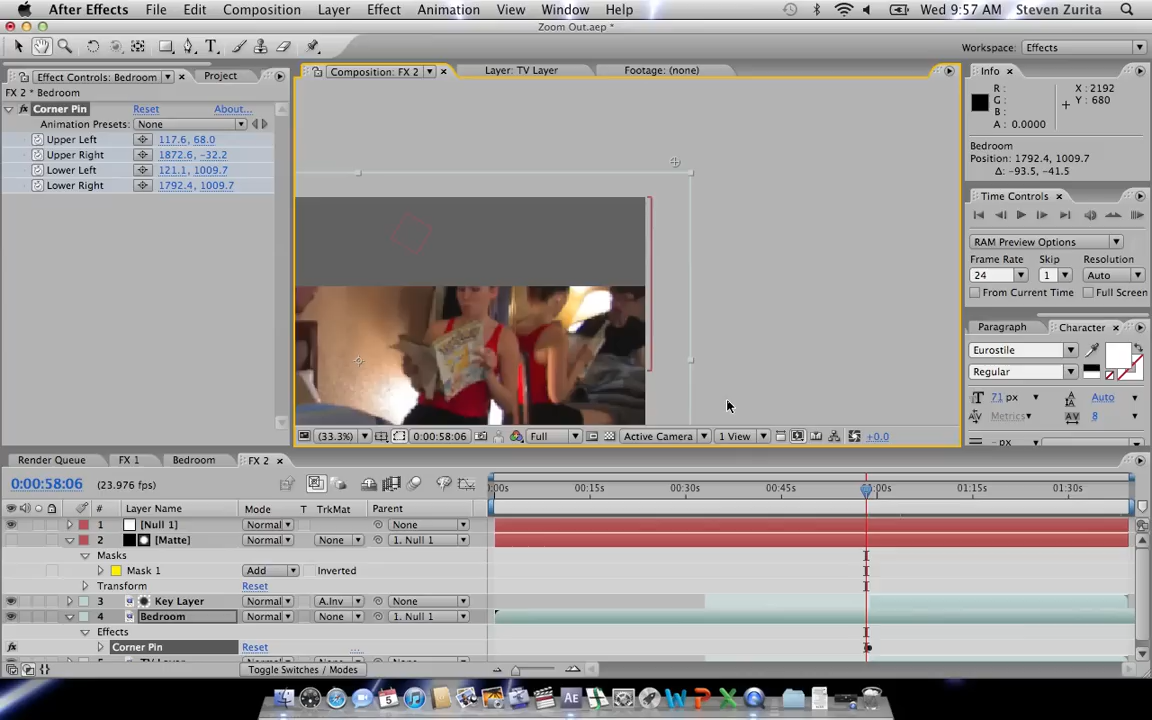 After Effects File Edit Composition Layer Effect Animation View Window Help Wed 9:57 AM Steven Zurita
Zoom Out.aep *
Workspace: Effects
Effect Controls: Bedroom Project
FX 2 * Bedroom
fx Corner Pin Reset About...
Animation Presets: None
Upper Left 117.6, 68.0
Upper Right 1872.6, -32.2
Lower Left 121.1, 1009.7
Lower Right 1792.4, 1009.7
Composition: FX 2 Layer: TV Layer Footage: (none)
(33.3%) 0:00:58:06 Full Active Camera 1 View +0.0
Info
R : X : 2192
G : Y : 680
B :
A : 0.0000
Bedroom
Position: 1792.4, 1009.7
Δ: -93.5, -41.5
Time Controls
RAM Preview Options
Frame Rate Skip Resolution
24 1 Auto
From Current Time Full Screen
Paragraph Character
Eurostile
Regular
71 px Auto
Metrics 8
px
Render Queue FX 1 Bedroom FX 2
0:00:58:06 (23.976 fps)
:00s 00:15s 00:30s 00:45s 01:15s 01:30s
# Layer Name Mode T TrkMat Parent
1 [Null 1] Normal None
2 [Matte] Normal None 1. Null 1
Masks
Mask 1 Add Inverted
Transform Reset
3 Key Layer Normal A.Inv None
4 Bedroom Normal None 1. Null 1
Effects
fx Corner Pin Reset ...
Toggle Switches / Modes